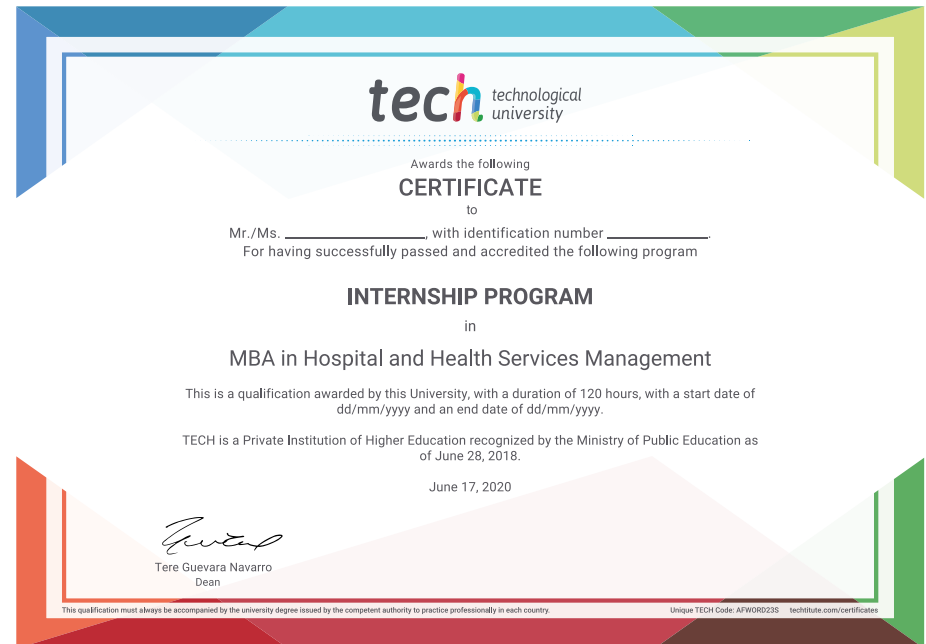 tech technological
university
Awards the following
CERTIFICATE
to
Mr./Ms. ____________________, with identification number ______________.
For having successfully passed and accredited the following program
INTERNSHIP PROGRAM
in
MBA in Hospital and Health Services Management
This is a qualification awarded by this University, with a duration of 120 hours, with a start date of
dd/mm/yyyy and an end date of dd/mm/yyyy.
TECH is a Private Institution of Higher Education recognized by the Ministry of Public Education as
of June 28, 2018.
June 17, 2020
Tere Guevara Navarro
Dean
This qualification must always be accompanied by the university degree issued by the competent authority to practice professionally in each country.
Unique TECH Code: AFWORD23S techtitute.com/certificates